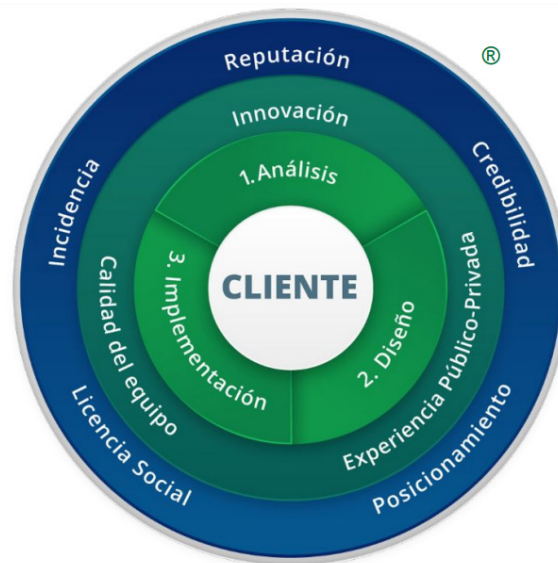 Reputación
®
Innovación
Incidencia
Credibilidad
1. Análisis
CLIENTE
Calidad del equipo
3. Implementación
2. Diseño
Experiencia Público-Privada
Licencia Social
Posicionamiento